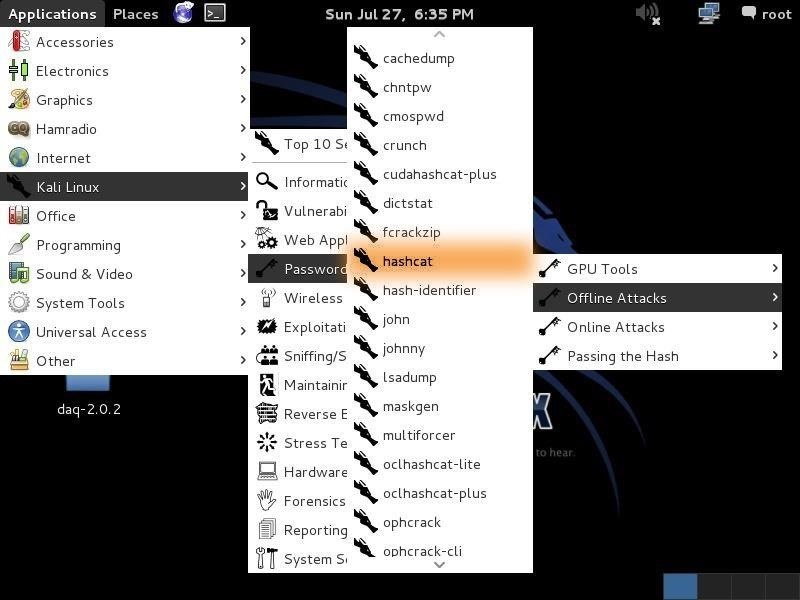 Applications Places Sun Jul 27, 6:35 PM root
Accessories
Electronics
Graphics
Hamradio
Internet
Kali Linux
Office
Programming
Sound & Video
System Tools
Universal Access
Other
daq-2.0.2
Top 10 Se
Informatic
Vulnerabi
Web Appl
Password
Wireless
Exploitati
Sniffing/S
Maintainin
Reverse E
Stress Te
Hardware
Forensics
Reporting
System Se
cachedump
chntpw
cmospwd
crunch
cudahashcat-plus
dictstat
fcrackzip
hashcat
hash-identifier
john
johnny
lsadump
maskgen
multiforcer
oclhashcat-lite
oclhashcat-plus
ophcrack
ophcrack-cli
GPU Tools
Offline Attacks
Online Attacks
Passing the Hash
X
to hear.